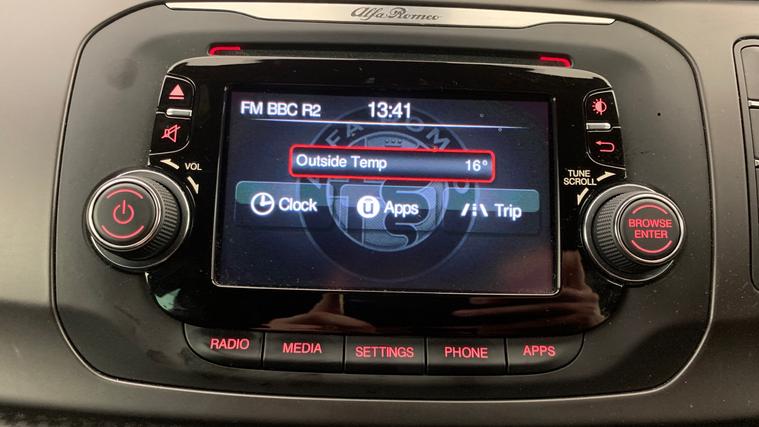 Alfa Romeo
FM BBC R2 13:41
Outside Temp 16°
Clock Apps Trip
VOL
TUNE
SCROLL
BROWSE
ENTER
RADIO MEDIA SETTINGS PHONE APPS